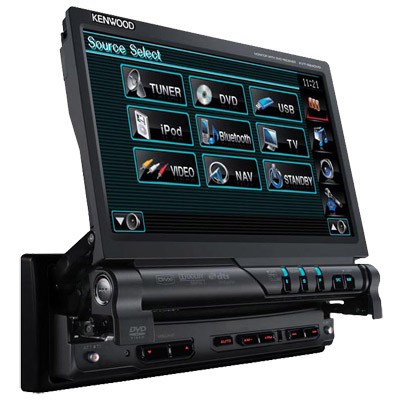 KENWOOD
Source Select
11:21
TUNER
DVD
USB
iPod
Bluetooth
TV
VIDEO
NAV
STANDBY
DVD